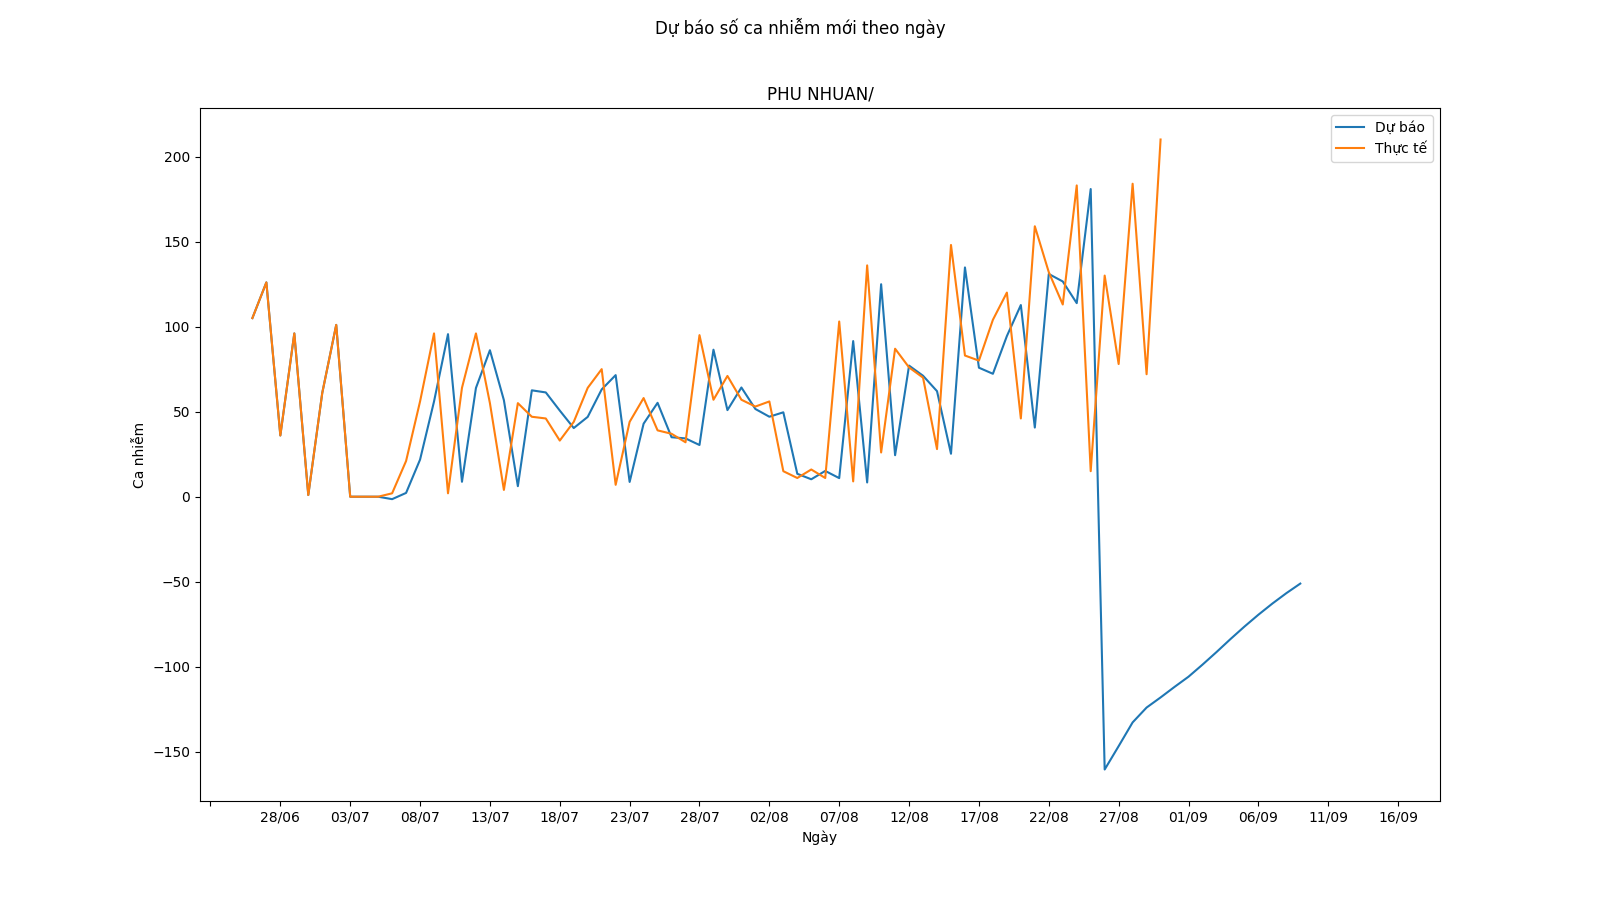 Dự báo số ca nhiễm mới theo ngày
PHU NHUAN/
Dự báo
Thực tế
200
150
100
50
0
−50
−100
−150
Ca nhiễm
28/06 03/07 08/07 13/07 18/07 23/07 28/07 02/08 07/08 12/08 17/08 22/08 27/08 01/09 06/09 11/09 16/09
Ngày